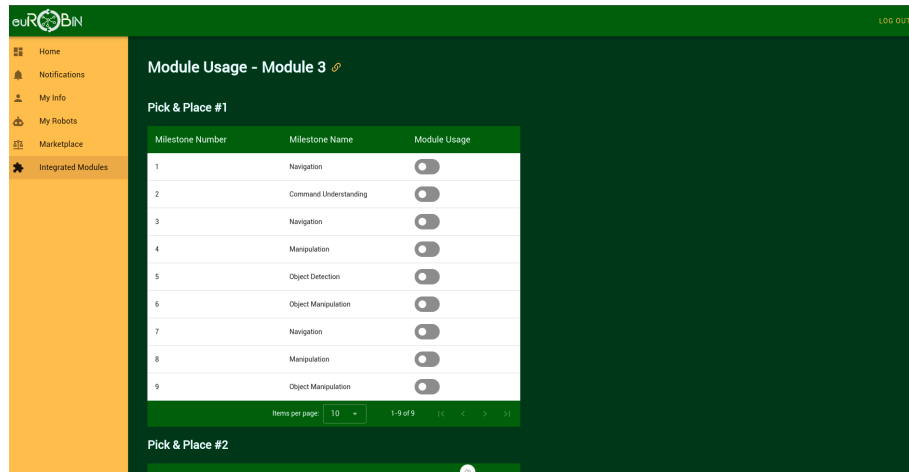 euROBIN
LOG OUT
Home
Notifications
My Info
My Robots
Marketplace
Integrated Modules
Module Usage - Module 3
Pick & Place #1
Milestone Number Milestone Name Module Usage
1 Navigation
2 Command Understanding
3 Navigation
4 Manipulation
5 Object Detection
6 Object Manipulation
7 Navigation
8 Manipulation
9 Object Manipulation
Items per page: 10 1-9 of 9
Pick & Place #2